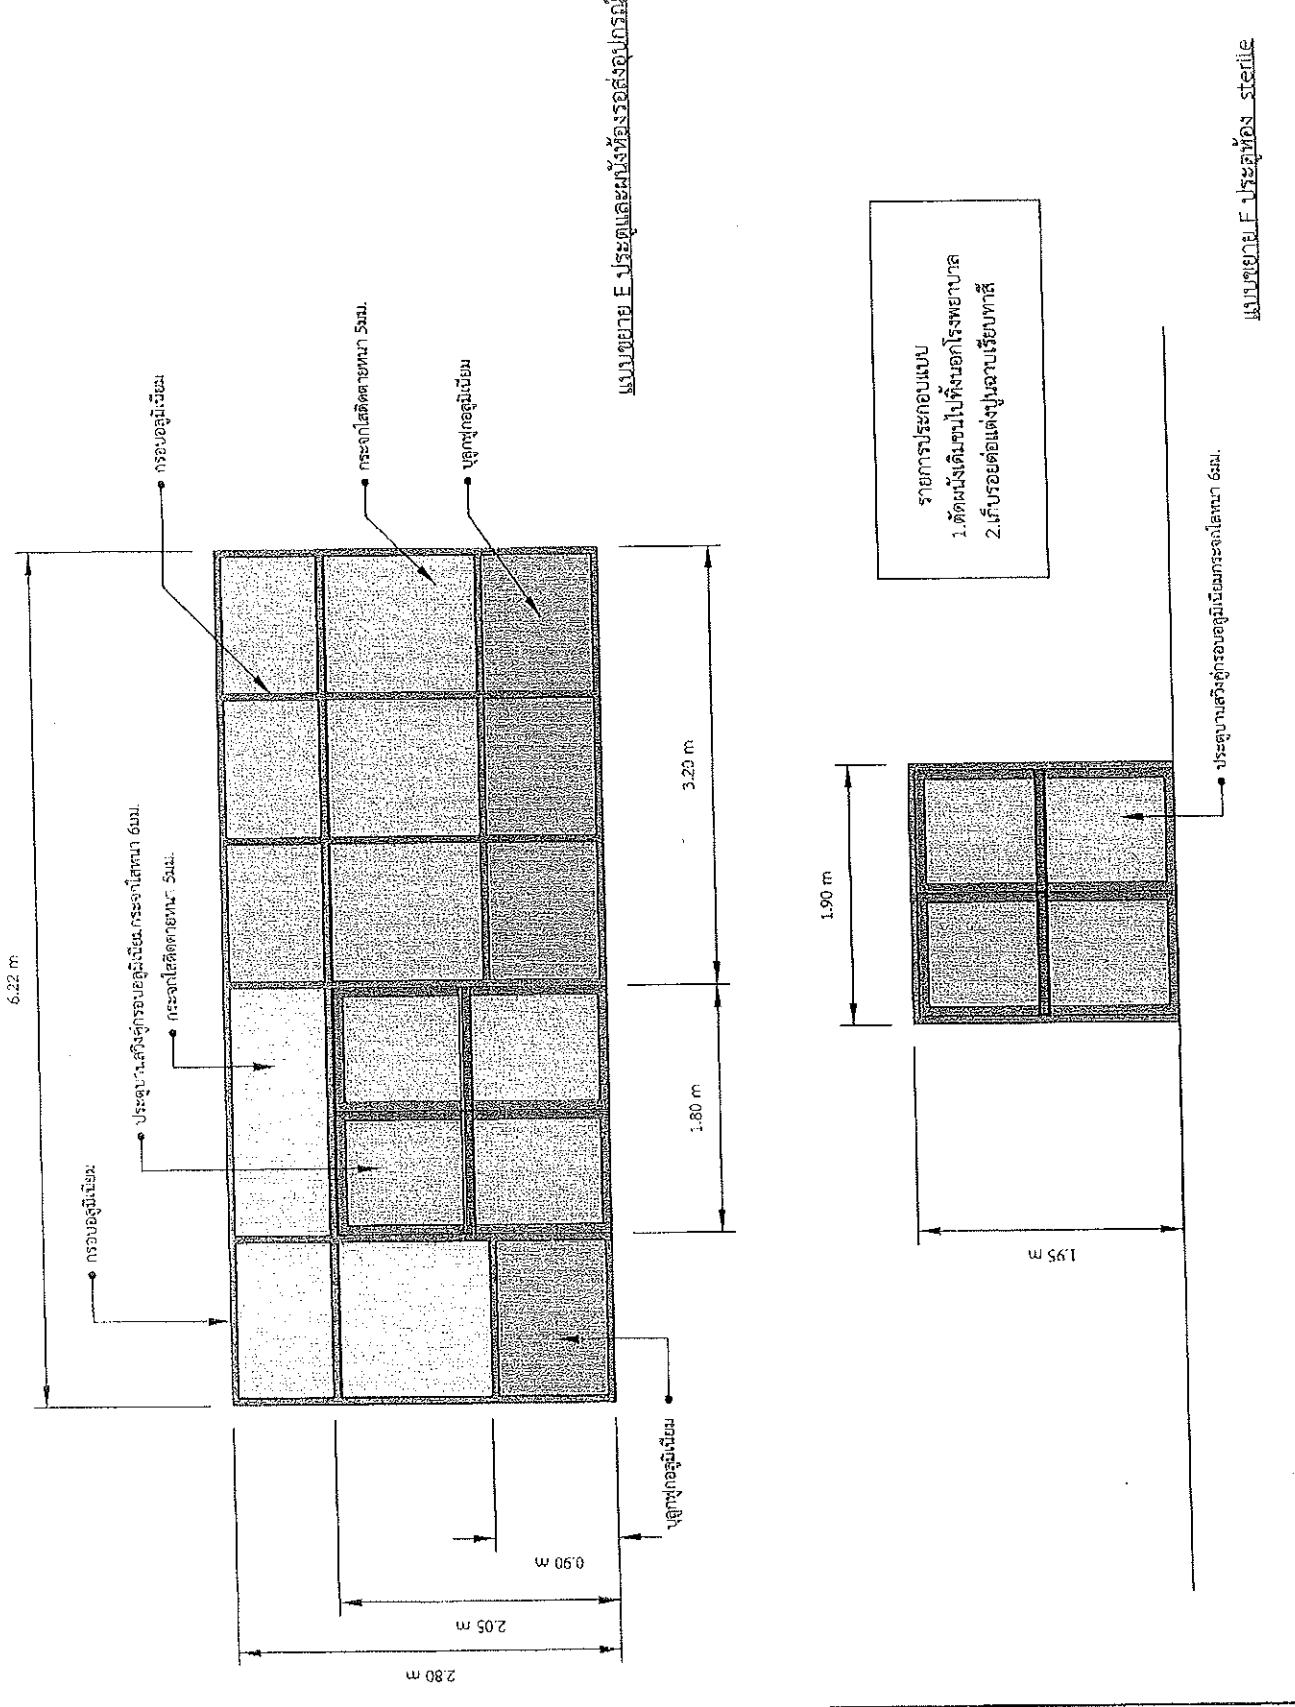 6.22 m
กรอบอลูมิเนียม
ประตูบานสวิงคู่กรอบอลูมิเนียมกระจกใสหนา 6มม.
กระจกใสติดตายหนา 5มม.
กรอบอลูมิเนียม
กระจกใสติดตายหนา 5มม.
บุลูกฟูกอลูมิเนียม
2.80 m
2.05 m
0.90 m
บุลูกฟูกอลูมิเนียม
1.80 m
3.20 m
แบบขยาย E ประตูและผนังห้องรอส่งอุปกรณ์
1.90 m
1.95 m
ประตูบานสวิงคู่กรอบอลูมิเนียมกระจกใสหนา 6มม.
รายการประกอบแบบ
1.ตัดผนังเดิมขนไปทิ้งนอกโรงพยาบาล
2.เก็บรอยต่อแต่งปูนฉาบเรียบทาสี
แบบขยาย F ประตูห้อง sterile